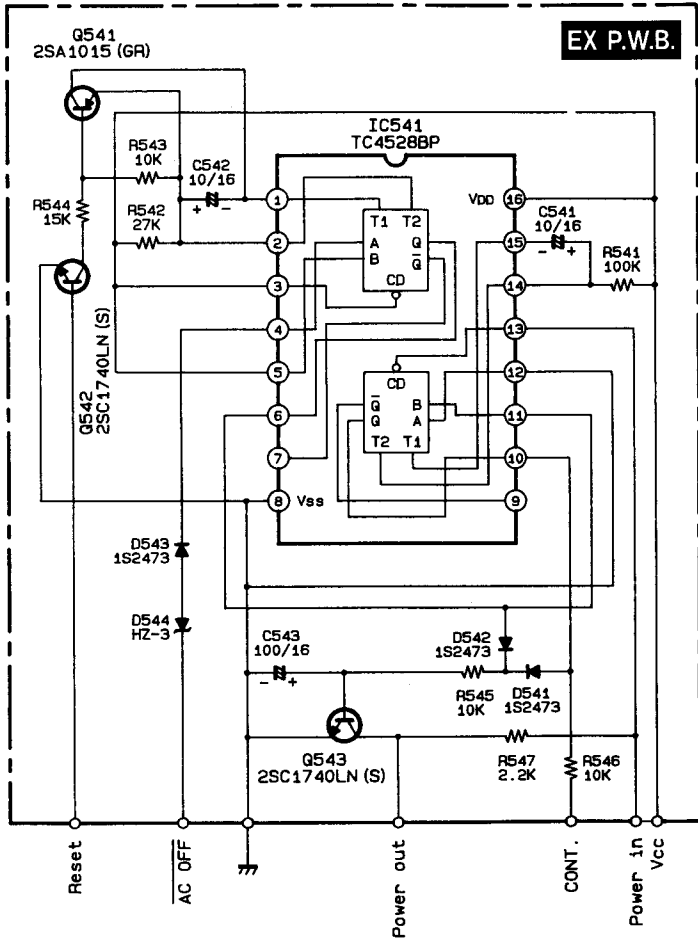 EX P.W.B.
Q541
2SA1015 (GR)
IC541
TC4528BP
R543
10K
C542
10/16
+ -
R544
15K
R542
27K
Q542
2SC1740LN (S)
1
2
3
4
5
6
7
8
Vss
T1 T2
A Q
B Q̅
CD
CD
Q̅ B
Q A
T2 T1
VDD
16
15
14
13
12
11
10
9
C541
10/16
- +
R541
100K
D543
1S2473
D544
HZ-3
C543
100/16
- +
D542
1S2473
R545
10K
D541
1S2473
Q543
2SC1740LN (S)
R547
2.2K
R546
10K
Reset
AC OFF
Power out
CONT.
Power in
Vcc